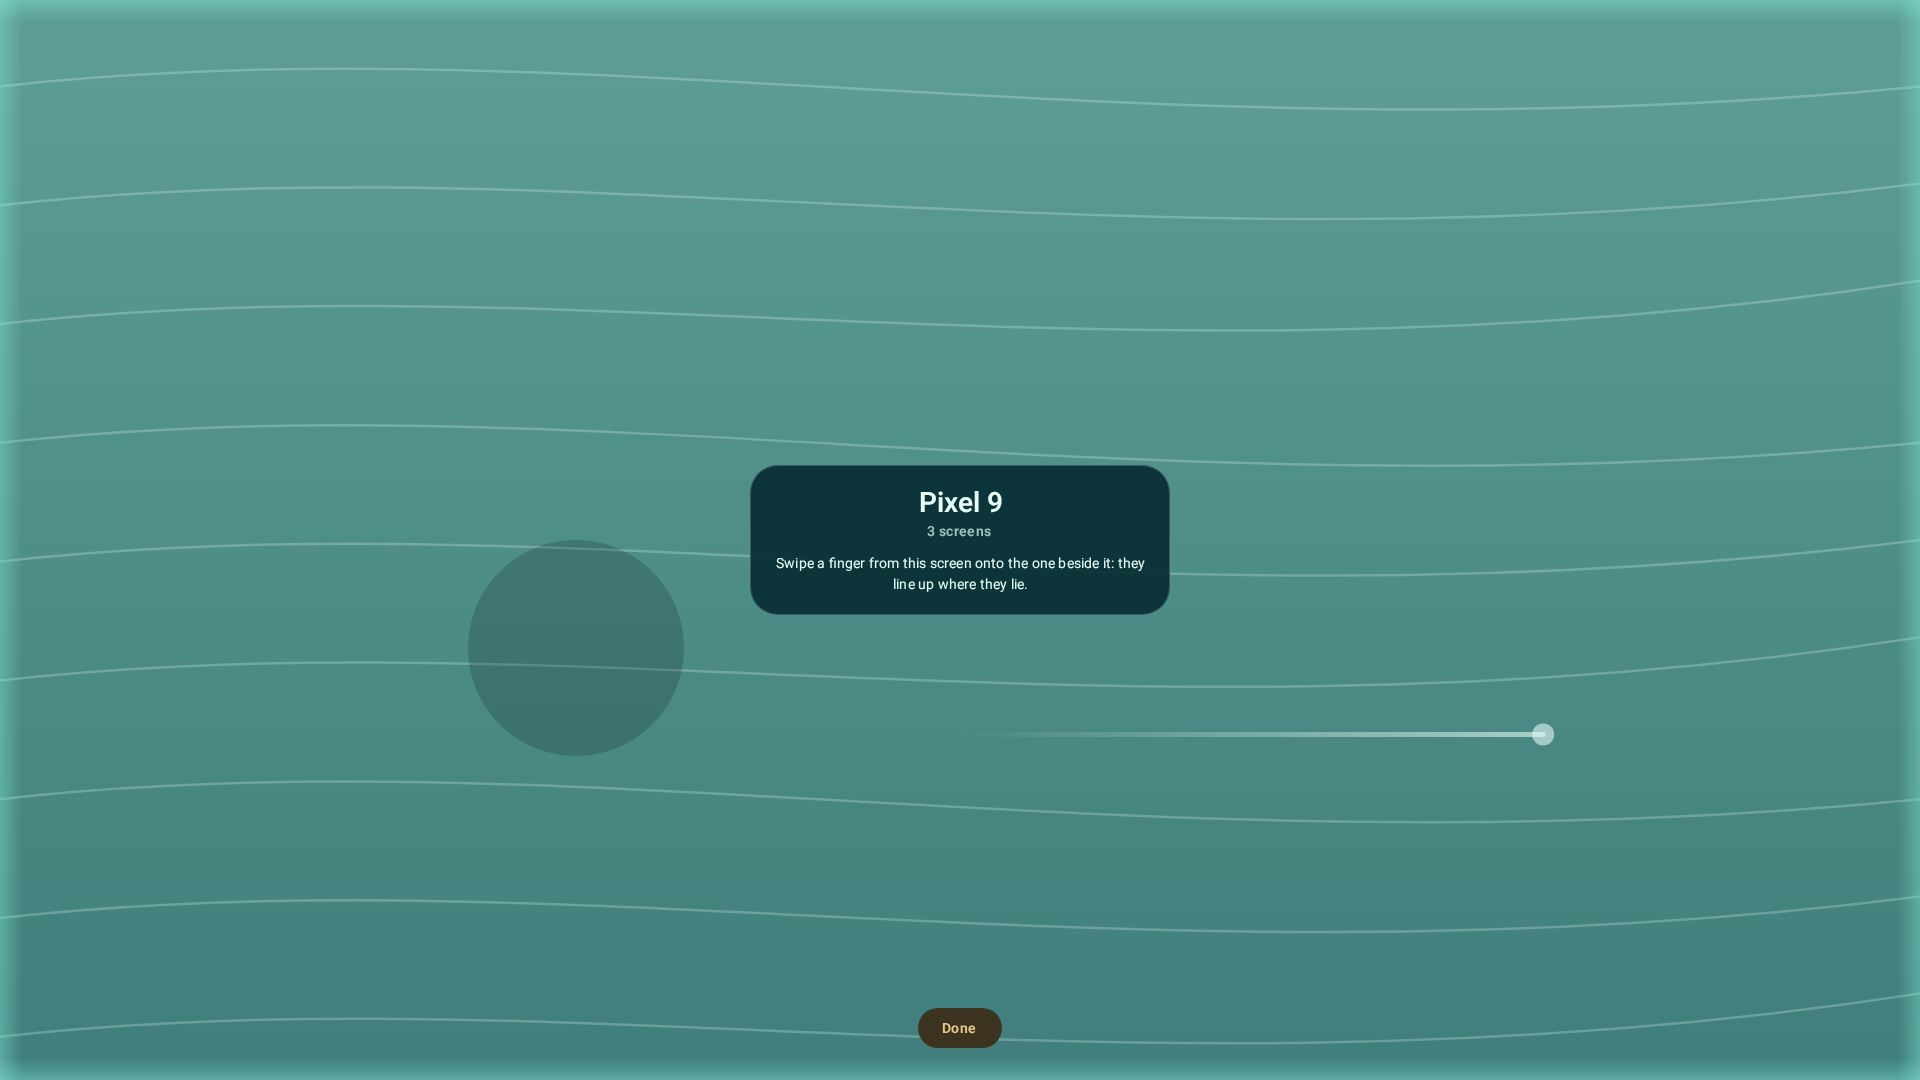 Pixel 9
3 screens
Swipe a finger from this screen onto the one beside it: they
line up where they lie.
Done